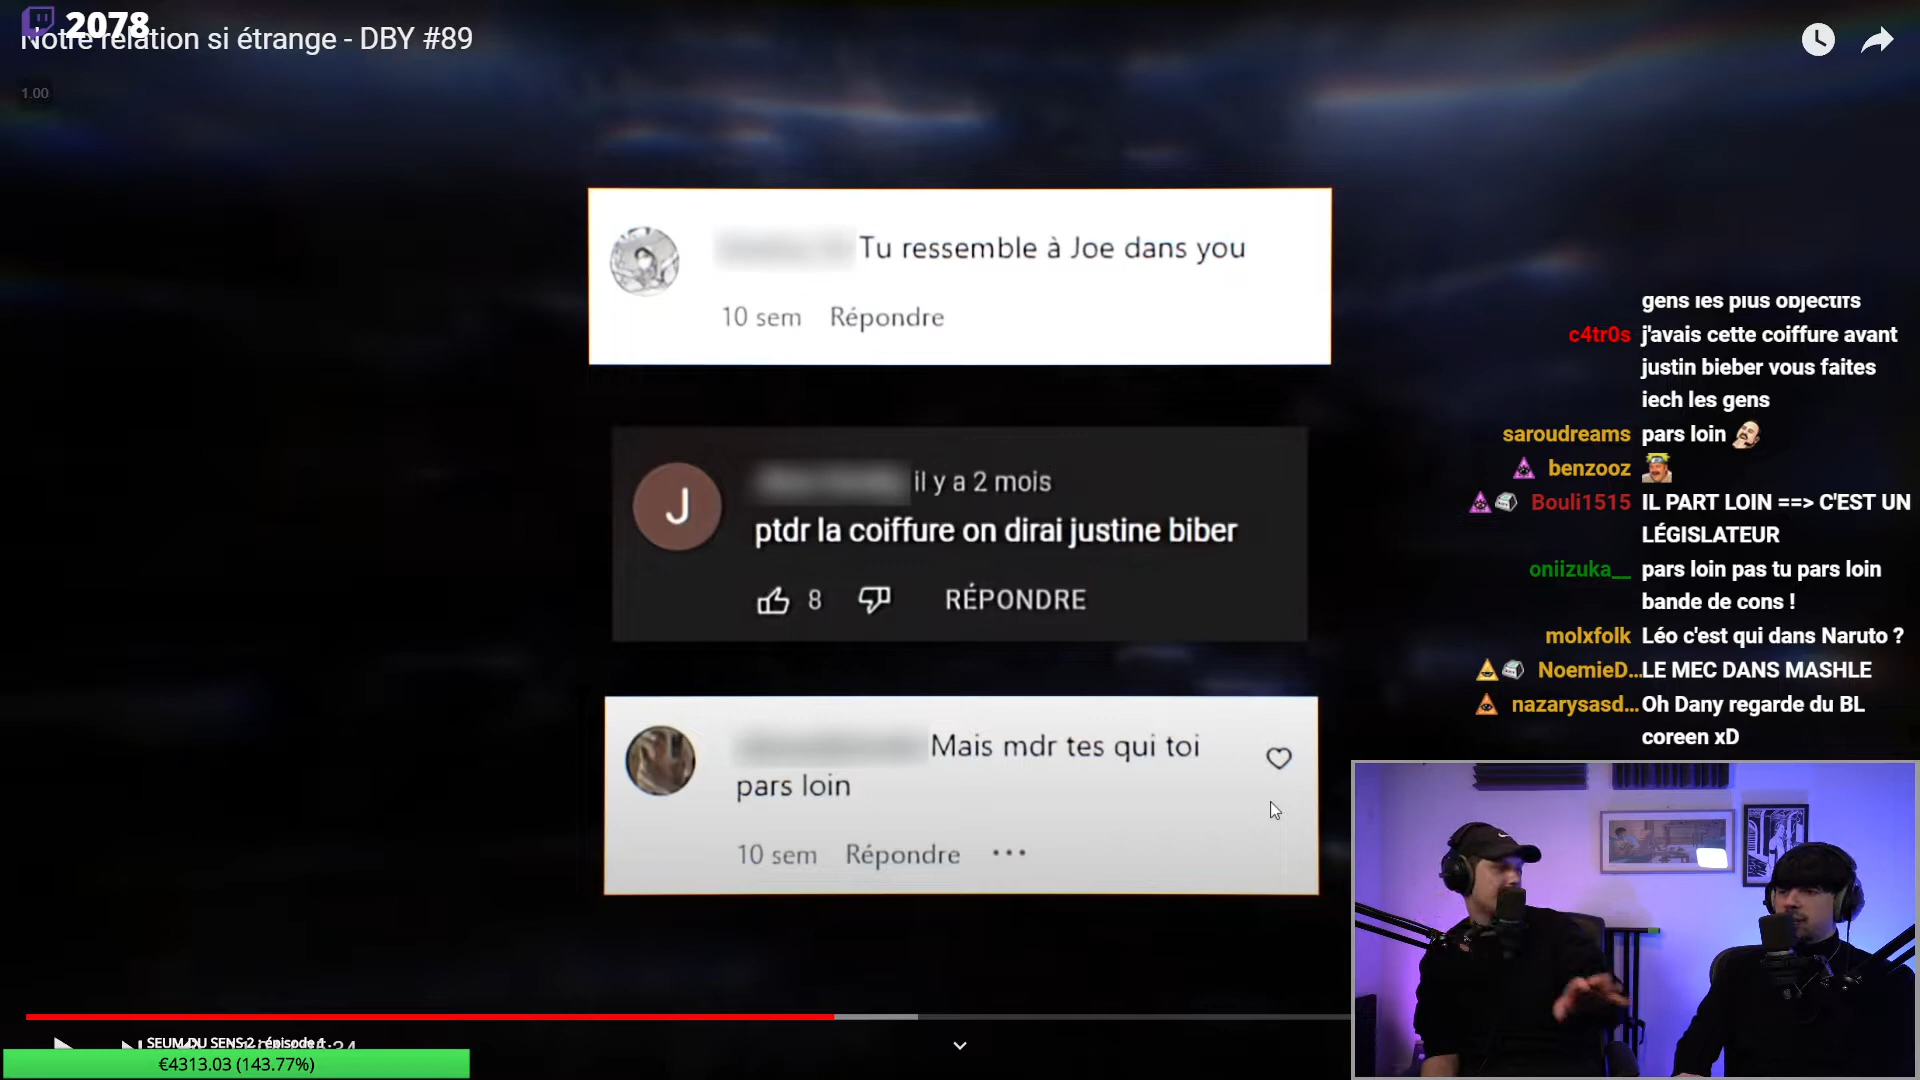 2078
Notre relation si étrange - DBY #89
1.00
Tu ressemble à Joe dans you
10 sem Répondre
J
il y a 2 mois
ptdr la coiffure on dirai justine biber
8 RÉPONDRE
Mais mdr tes qui toi
pars loin
10 sem Répondre ...
gens les plus objectifs
c4tr0s j'avais cette coiffure avant
justin bieber vous faites
iech les gens
saroudreams pars loin
benzooz
Bouli1515 IL PART LOIN ==> C'EST UN
LÉGISLATEUR
oniizuka__ pars loin pas tu pars loin
bande de cons !
molxfolk Léo c'est qui dans Naruto ?
NoemieD... LE MEC DANS MASHLE
nazarysasd... Oh Dany regarde du BL
coreen xD
SEUM DU SENS 2 : épisode 1
€4313.03 (143.77%)